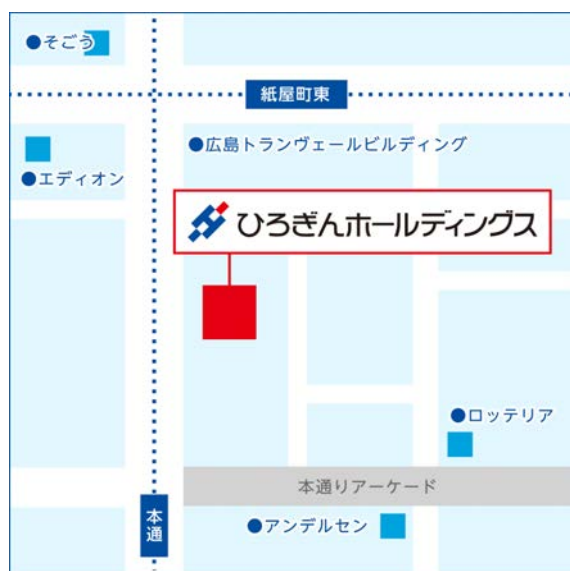 ●そごう
紙屋町東
●広島トランヴェールビルディング
●エディオン
ひろぎんホールディングス
●ロッテリア
本通りアーケード
本通
●アンデルセン